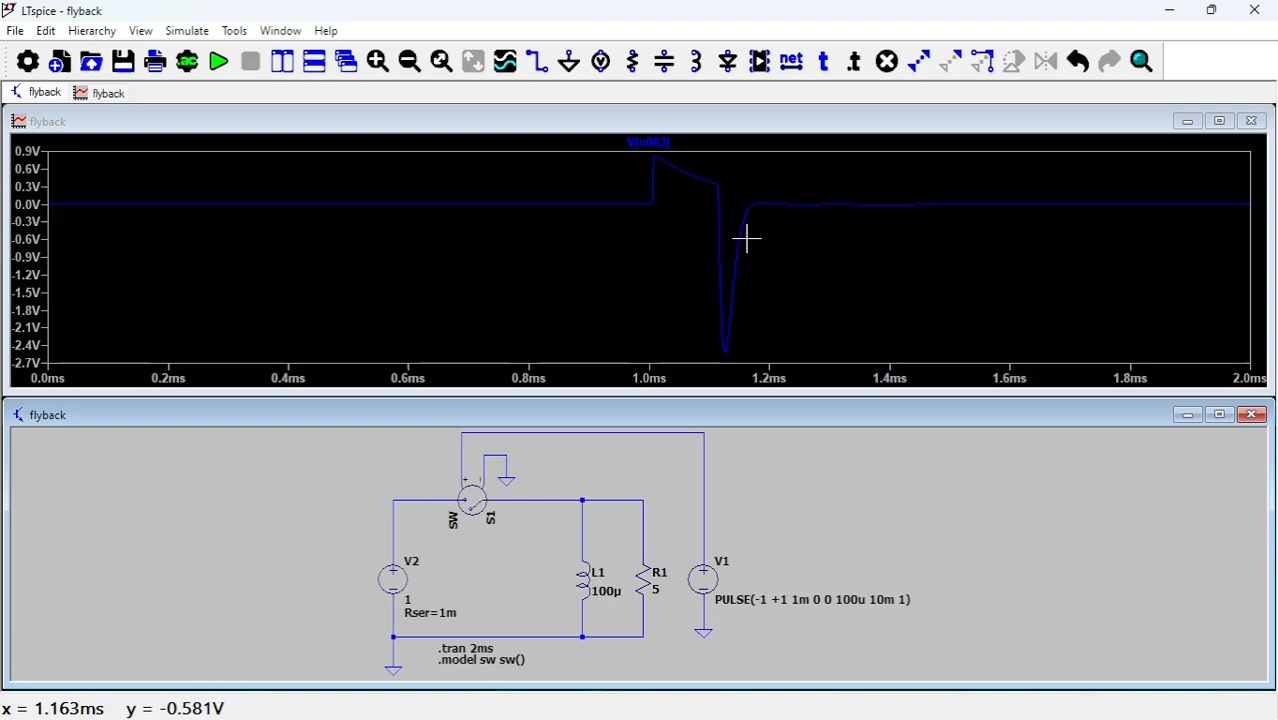 LTspice - flyback
File Edit Hierarchy View Simulate Tools Window Help
.ac net t .t
flyback flyback
flyback
V(n003)
0.9V
0.6V
0.3V
0.0V
-0.3V
-0.6V
-0.9V
-1.2V
-1.5V
-1.8V
-2.1V
-2.4V
-2.7V
0.0ms 0.2ms 0.4ms 0.6ms 0.8ms 1.0ms 1.2ms 1.4ms 1.6ms 1.8ms 2.0ms
flyback
+ -
SW S1
V2
1
Rser=1m
L1
100µ
R1
5
V1
PULSE(-1 +1 1m 0 0 100u 10m 1)
.tran 2ms
.model sw sw()
x = 1.163ms y = -0.581V